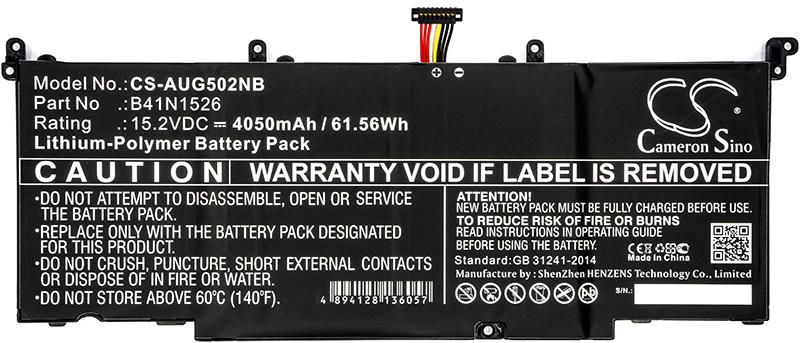 Model No.:CS-AUG502NB
Part No :B41N1526
Rating :15.2VDC⎓ 4050mAh / 61.56Wh
Lithium-Polymer Battery Pack
CS
Cameron Sino
CAUTION
WARRANTY VOID IF LABEL IS REMOVED
•DO NOT ATTEMPT TO DISASSEMBLE, OPEN OR SERVICE
THE BATTERY PACK.
•REPLACE ONLY WITH THE BATTERY PACK DESIGNATED
FOR THIS PRODUCT.
•DO NOT CRUSH, PUNCTURE, SHORT EXTERNAL CONTACTS
OR DISPOSE OF IN FIRE OR WATER.
•DO NOT STORE ABOVE 60°C (140°F).
4 894128 136057
ATTENTION!
NEW BATTERY PACK MUST BE FULLY CHARGED BEFORE USE
TO REDUCE RISK OF FIRE OR BURNS
READ INSTRUCTIONS IN OPERATING GUIDE
BEFORE USING.
Standard:GB 31241-2014
Made In China
Manufacture by : ShenZhen HENZENS Technology Co., Limited
S/N.: